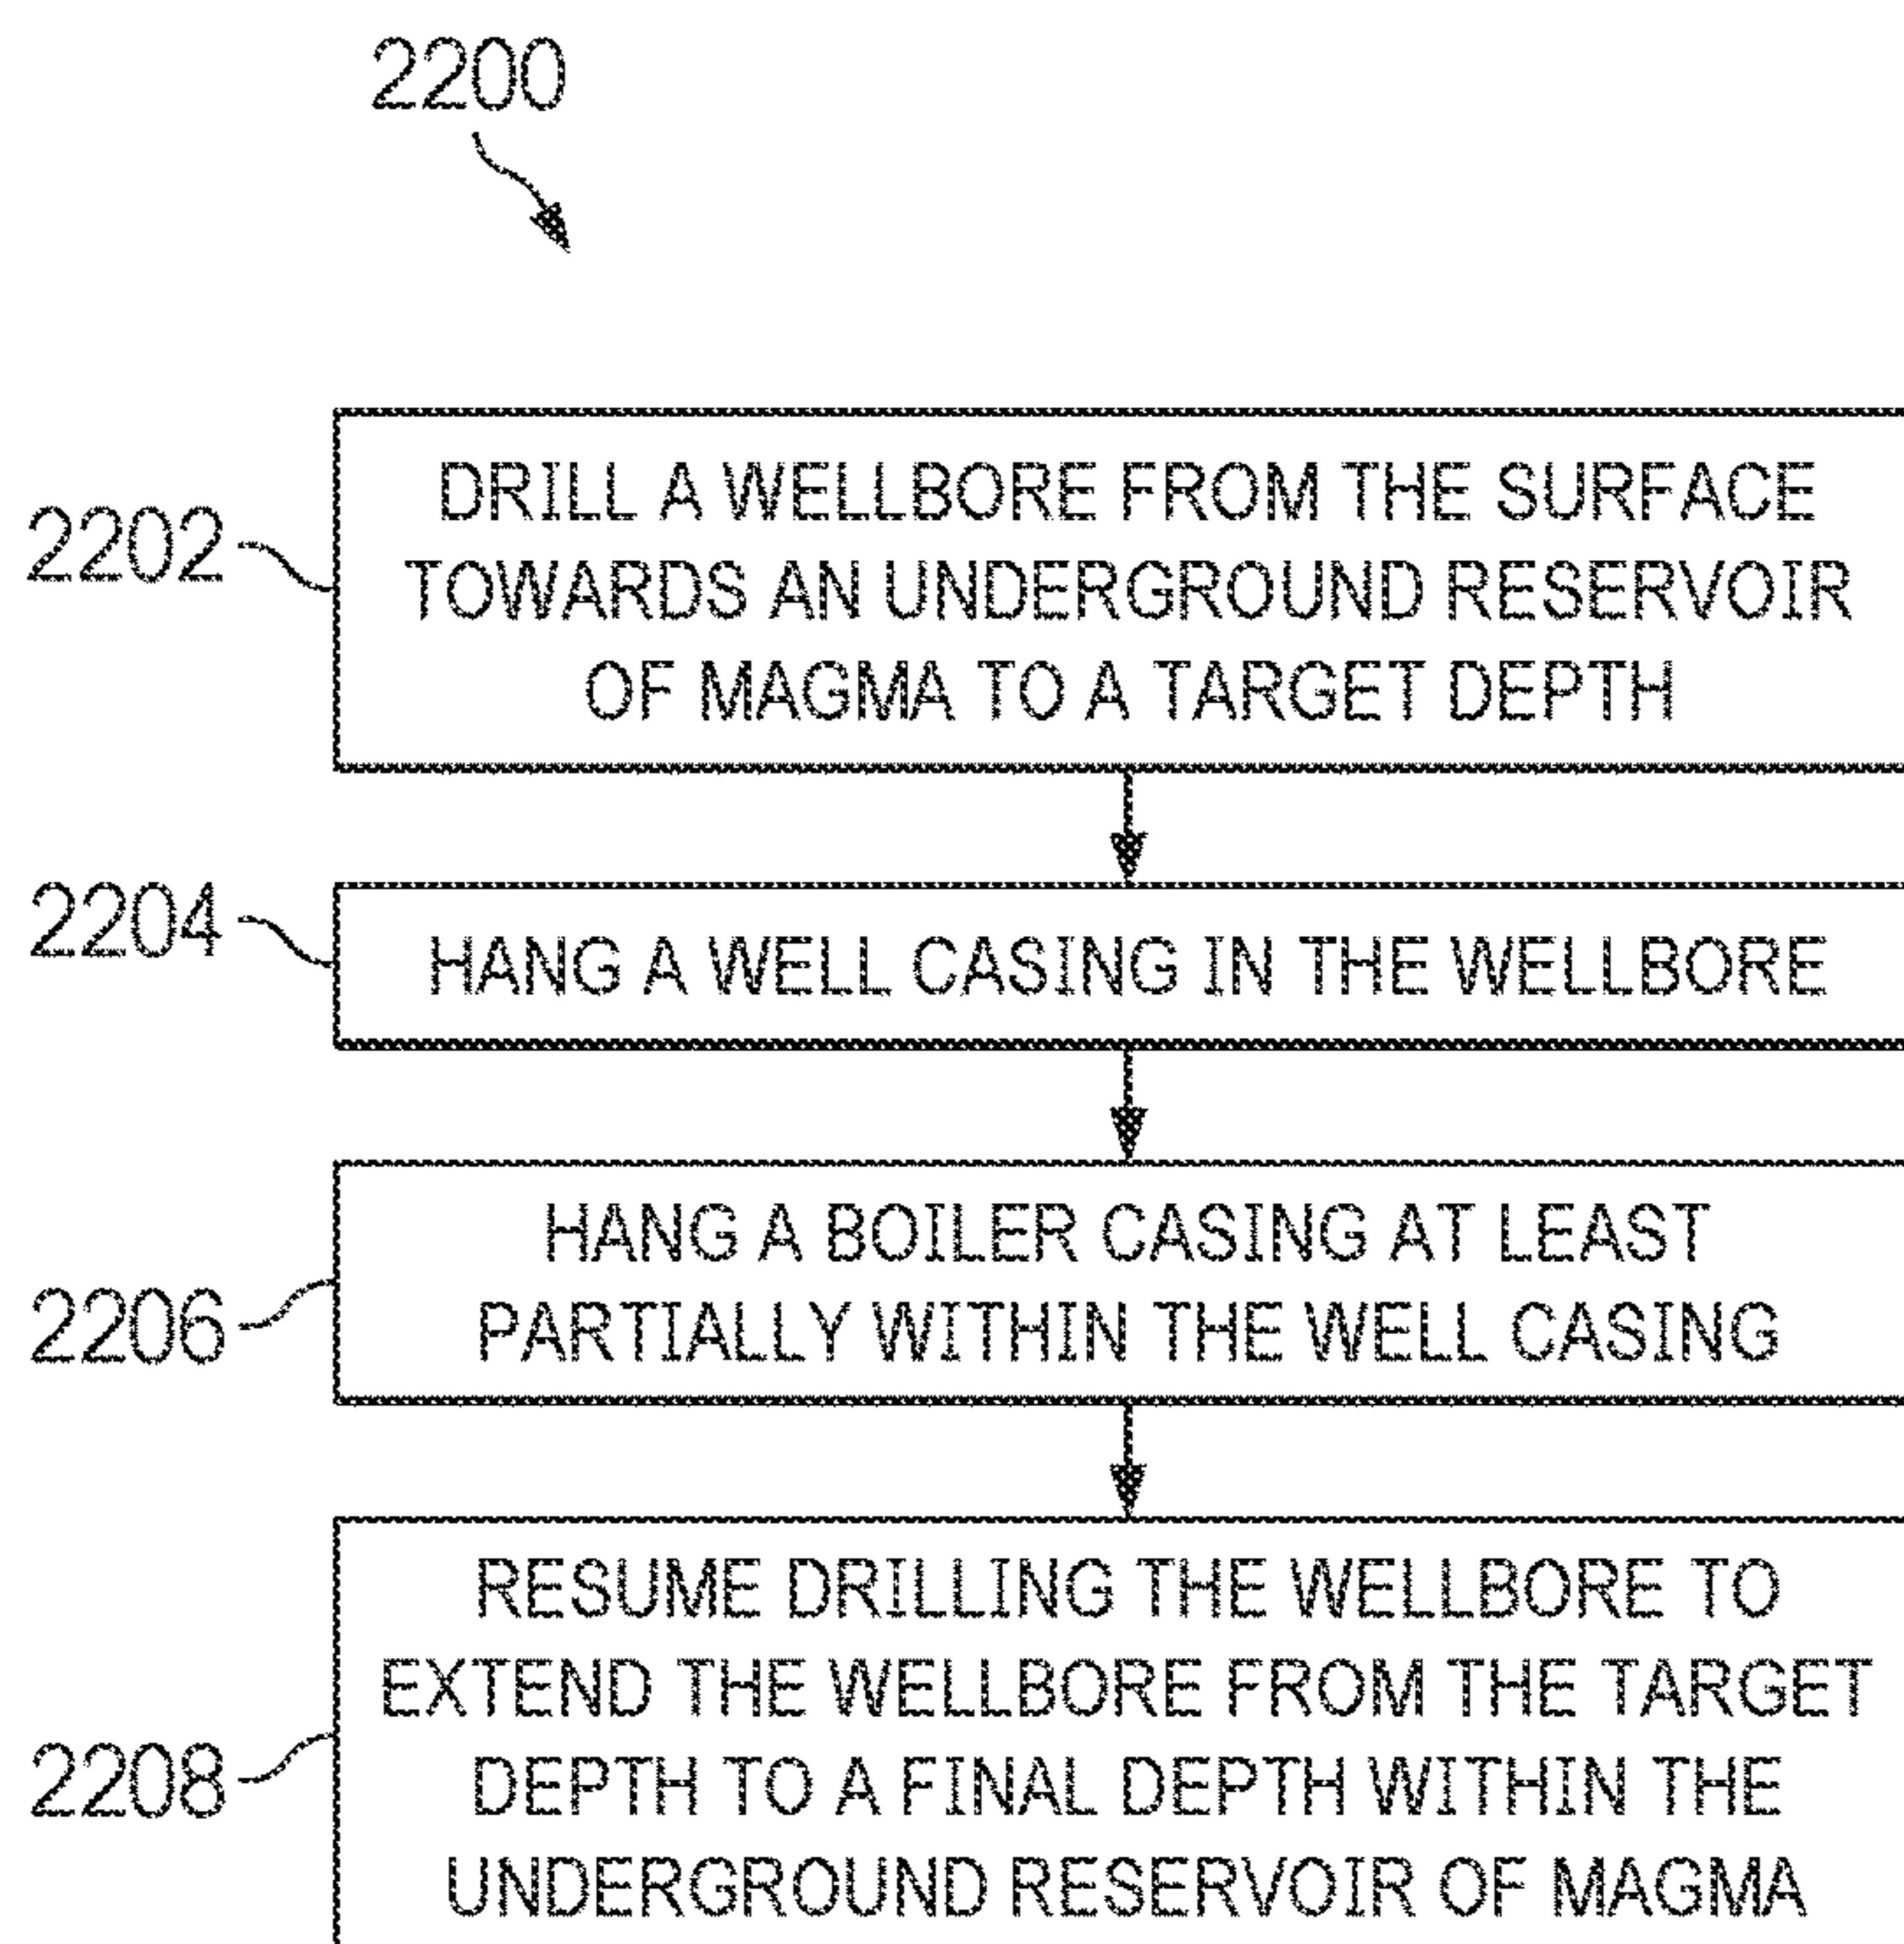 2200
2202
DRILL A WELLBORE FROM THE SURFACE
TOWARDS AN UNDERGROUND RESERVOIR
OF MAGMA TO A TARGET DEPTH
2204
HANG A WELL CASING IN THE WELLBORE
2206
HANG A BOILER CASING AT LEAST
PARTIALLY WITHIN THE WELL CASING
2208
RESUME DRILLING THE WELLBORE TO
EXTEND THE WELLBORE FROM THE TARGET
DEPTH TO A FINAL DEPTH WITHIN THE
UNDERGROUND RESERVOIR OF MAGMA